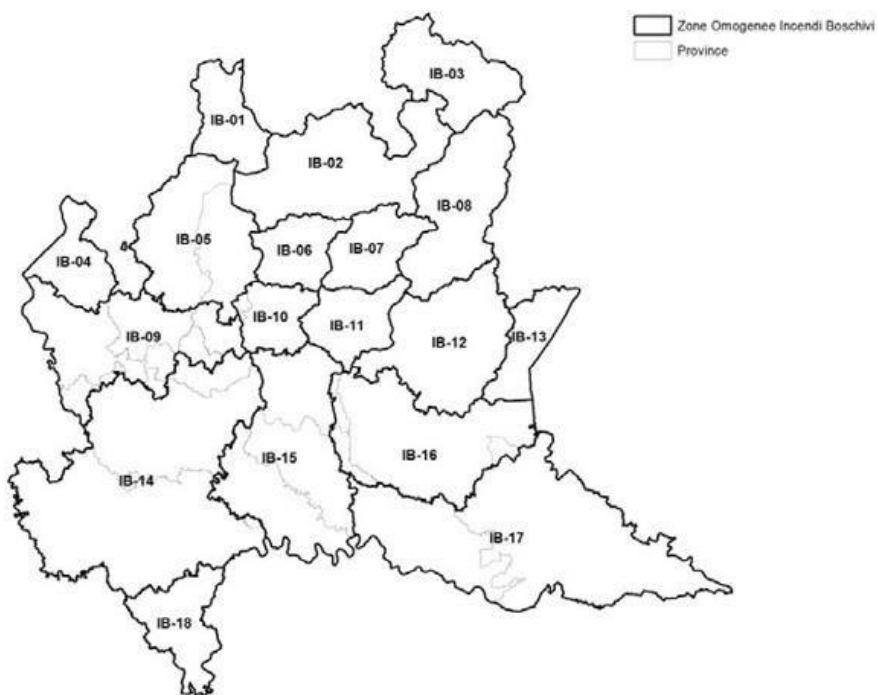 Zone Omogenee Incendi Boschivi
Province
IB-03
IB-01
IB-02
IB-08
IB-05
IB-06
IB-07
IB-04
IB-10
IB-11
IB-09
IB-12
IB-13
IB-16
IB-15
IB-14
IB-17
IB-18